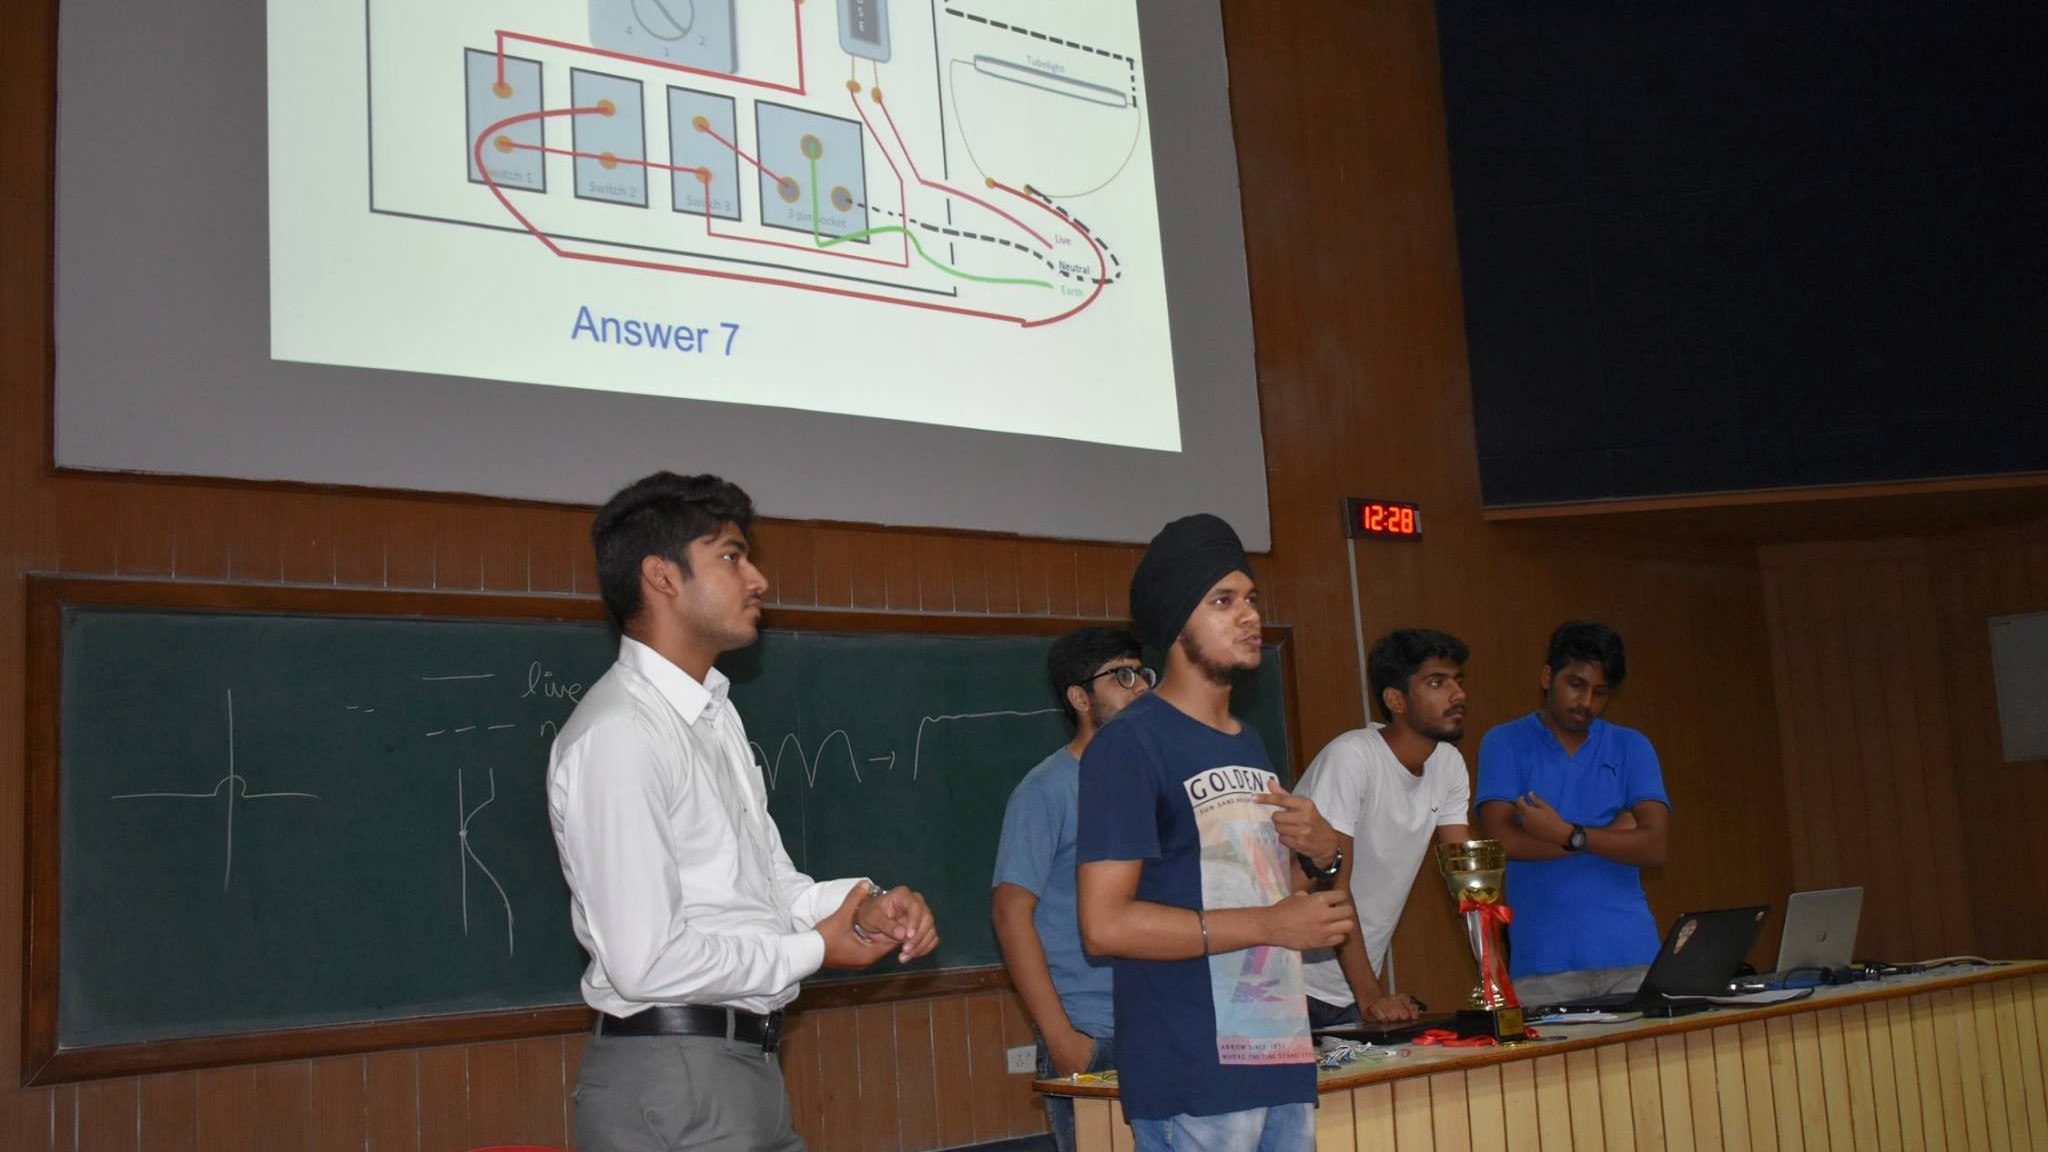 4
3
2
USE
Tubelight
Switch 1
Switch 2
Switch 3
3 pin socket
Live
Neutral
Earth
Answer 7
12:28
live
GOLDEN
ARROW SINCE 1851